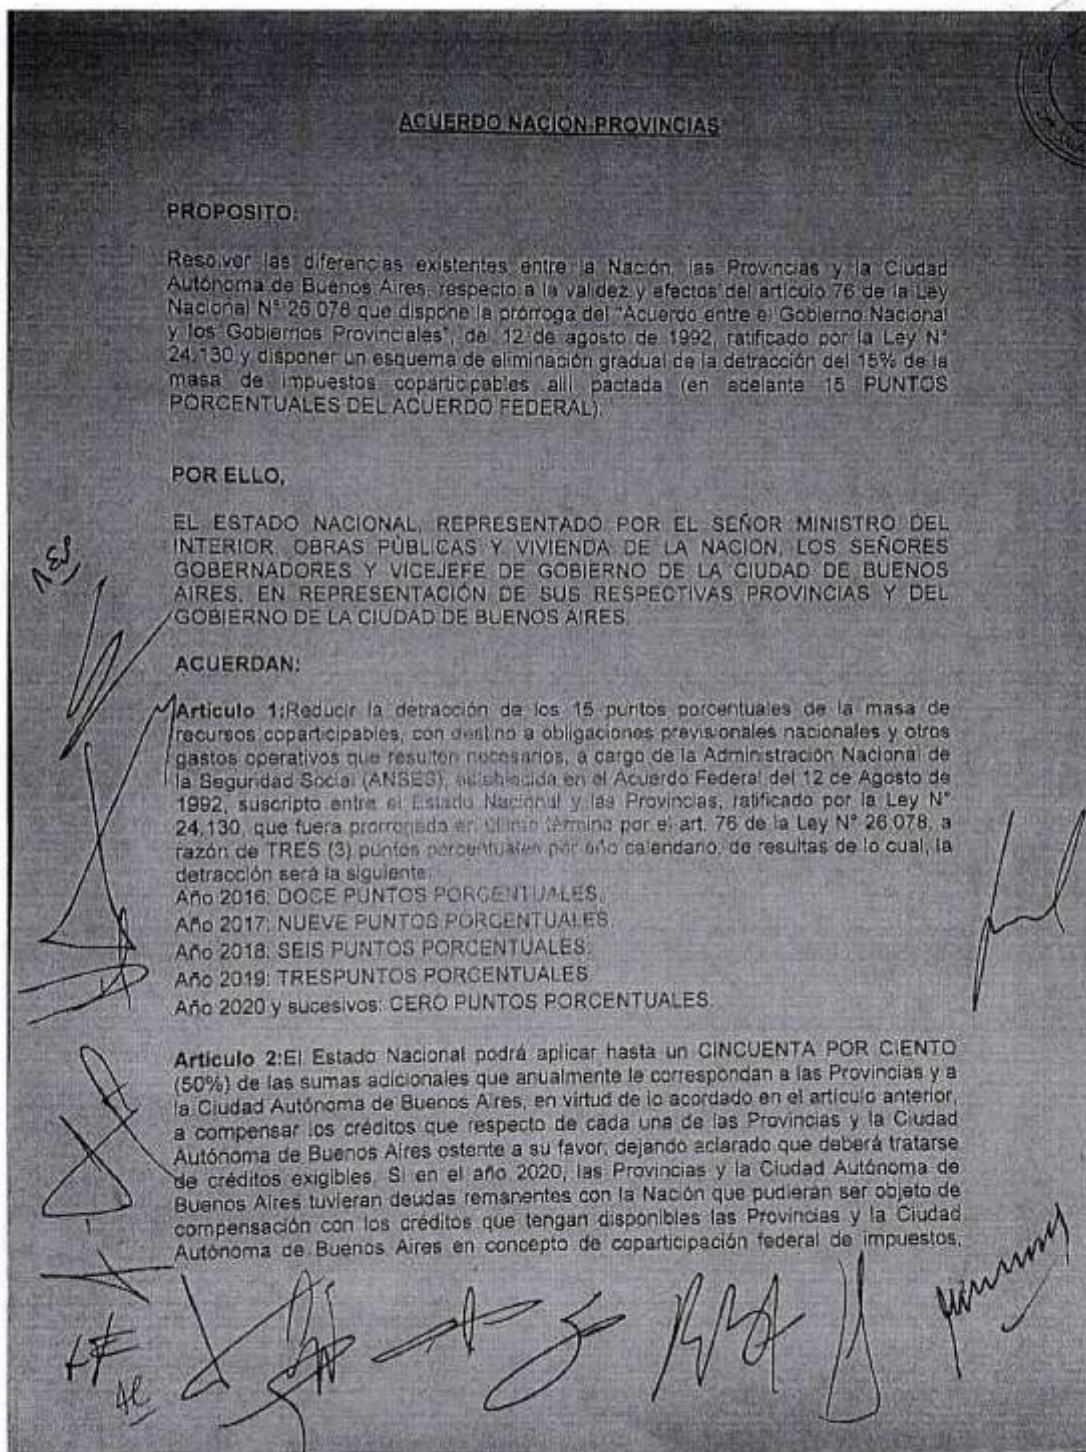 ACUERDO NACION-PROVINCIAS
PROPOSITO:
Resolver las diferencias existentes entre la Nación, las Provincias y la Ciudad
Autónoma de Buenos Aires, respecto a la validez y efectos del artículo 76 de la Ley
Nacional N° 26.078 que dispone la prórroga del "Acuerdo entre el Gobierno Nacional
y los Gobiernos Provinciales", del 12 de agosto de 1992, ratificado por la Ley N°
24.130 y disponer un esquema de eliminación gradual de la detracción del 15% de la
masa de impuestos coparticipables allí pactada (en adelante 15 PUNTOS
PORCENTUALES DEL ACUERDO FEDERAL).
POR ELLO,
EL ESTADO NACIONAL, REPRESENTADO POR EL SEÑOR MINISTRO DEL
INTERIOR, OBRAS PÚBLICAS Y VIVIENDA DE LA NACIÓN, LOS SEÑORES
GOBERNADORES Y VICEJEFE DE GOBIERNO DE LA CIUDAD DE BUENOS
AIRES, EN REPRESENTACIÓN DE SUS RESPECTIVAS PROVINCIAS Y DEL
GOBIERNO DE LA CIUDAD DE BUENOS AIRES.
ACUERDAN:
Artículo 1:Reducir la detracción de los 15 puntos porcentuales de la masa de
recursos coparticipables, con destino a obligaciones previsionales nacionales y otros
gastos operativos que resulten necesarios, a cargo de la Administración Nacional de
la Seguridad Social (ANSES), establecida en el Acuerdo Federal del 12 de Agosto de
1992, suscripto entre el Estado Nacional y las Provincias, ratificado por la Ley N°
24.130, que fuera prorrogada en último término por el art. 76 de la Ley N° 26.078, a
razón de TRES (3) puntos porcentuales por año calendario, de resultas de lo cual, la
detracción será la siguiente:
Año 2016: DOCE PUNTOS PORCENTUALES.
Año 2017: NUEVE PUNTOS PORCENTUALES.
Año 2018: SEIS PUNTOS PORCENTUALES.
Año 2019: TRESPUNTOS PORCENTUALES
Año 2020 y sucesivos: CERO PUNTOS PORCENTUALES.
Artículo 2:El Estado Nacional podrá aplicar hasta un CINCUENTA POR CIENTO
(50%) de las sumas adicionales que anualmente le correspondan a las Provincias y a
la Ciudad Autónoma de Buenos Aires, en virtud de lo acordado en el artículo anterior,
a compensar los créditos que respecto de cada una de las Provincias y la Ciudad
Autónoma de Buenos Aires ostente a su favor, dejando aclarado que deberá tratarse
de créditos exigibles. Si en el año 2020, las Provincias y la Ciudad Autónoma de
Buenos Aires tuvieran deudas remanentes con la Nación que pudieran ser objeto de
compensación con los créditos que tengan disponibles las Provincias y la Ciudad
Autónoma de Buenos Aires en concepto de coparticipación federal de impuestos,